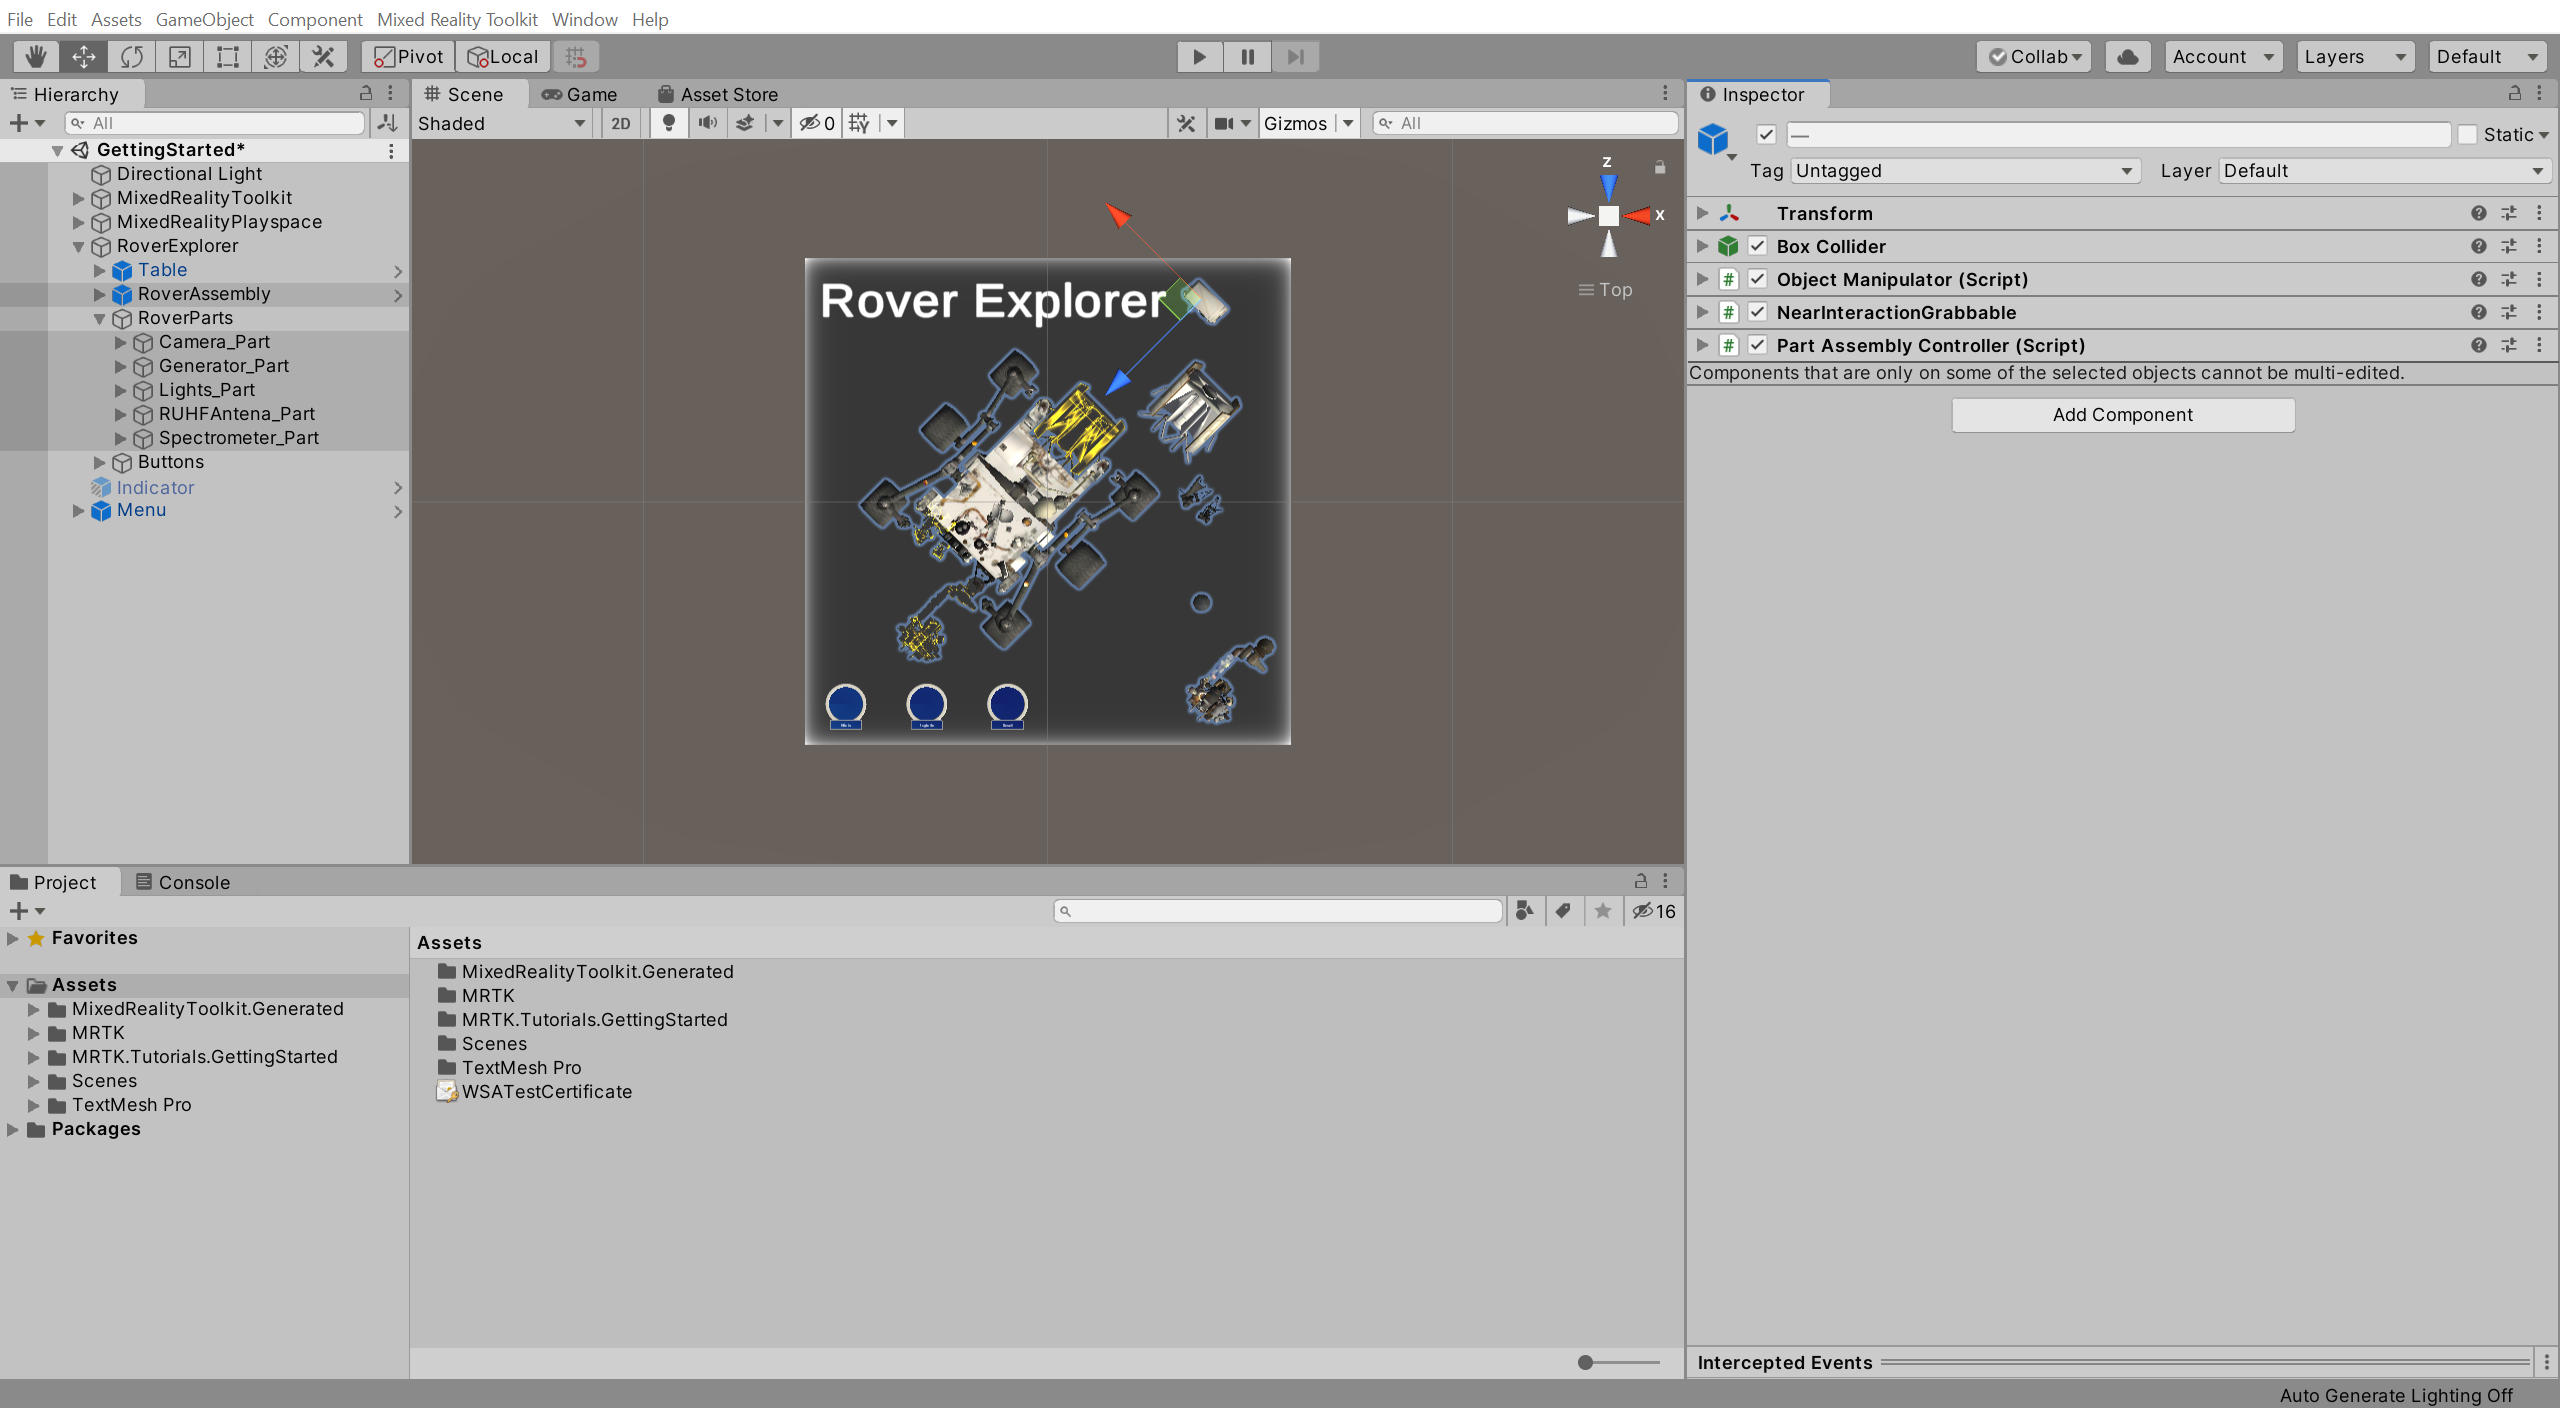 File Edit Assets GameObject Component Mixed Reality Toolkit Window Help
Pivot Local Collab Account Layers Default
Hierarchy
All
GettingStarted*
Directional Light
MixedRealityToolkit
MixedRealityPlayspace
RoverExplorer
Table
RoverAssembly
RoverParts
Camera_Part
Generator_Part
Lights_Part
RUHFAntena_Part
Spectrometer_Part
Buttons
Indicator
Menu
Scene Game Asset Store
Shaded 2D 0 Gizmos All
z
x
Top
Rover Explorer
Inspector
— Static
Tag Untagged Layer Default
Transform
Box Collider
# Object Manipulator (Script)
# NearInteractionGrabbable
# Part Assembly Controller (Script)
Components that are only on some of the selected objects cannot be multi-edited.
Add Component
Project Console
16
Favorites
Assets
MixedRealityToolkit.Generated
MRTK
MRTK.Tutorials.GettingStarted
Scenes
TextMesh Pro
Packages
Assets
MixedRealityToolkit.Generated
MRTK
MRTK.Tutorials.GettingStarted
Scenes
TextMesh Pro
WSATestCertificate
Intercepted Events
Auto Generate Lighting Off